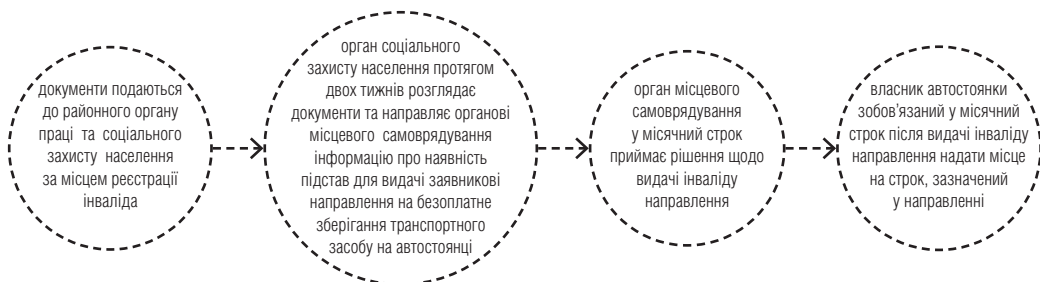 документи подаються
до районного органу
праці та соціального
захисту населення
за місцем реєстрації
інваліда
орган соціального
захисту населення протягом
двох тижнів розглядає
документи та направляє органові
місцевого самоврядування
інформацію про наявність
підстав для видачі заявникові
направлення на безоплатне
зберігання транспортного
засобу на автостоянці
орган місцевого
самоврядування
у місячний строк
приймає рішення щодо
видачі інваліду
направлення
власник автостоянки
зобов’язаний у місячний
строк після видачі інваліду
направлення надати місце
на строк, зазначений
у направленні